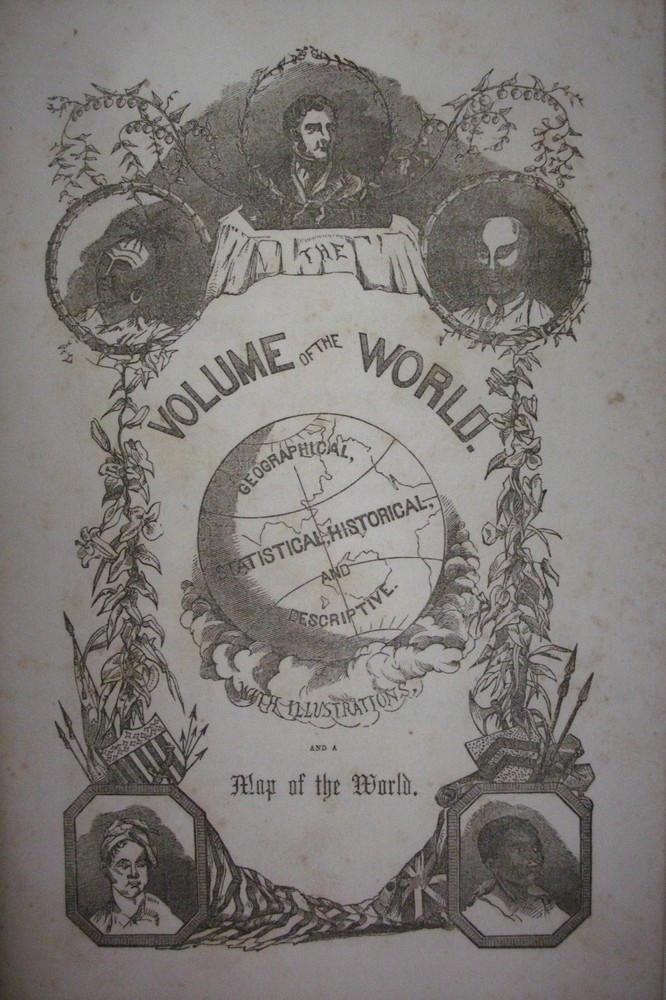 THE
VOLUME OF THE WORLD.
GEOGRAPHICAL,
STATISTICAL, HISTORICAL,
AND
DESCRIPTIVE.
WITH ILLUSTRATIONS,
AND A
Map of the World.